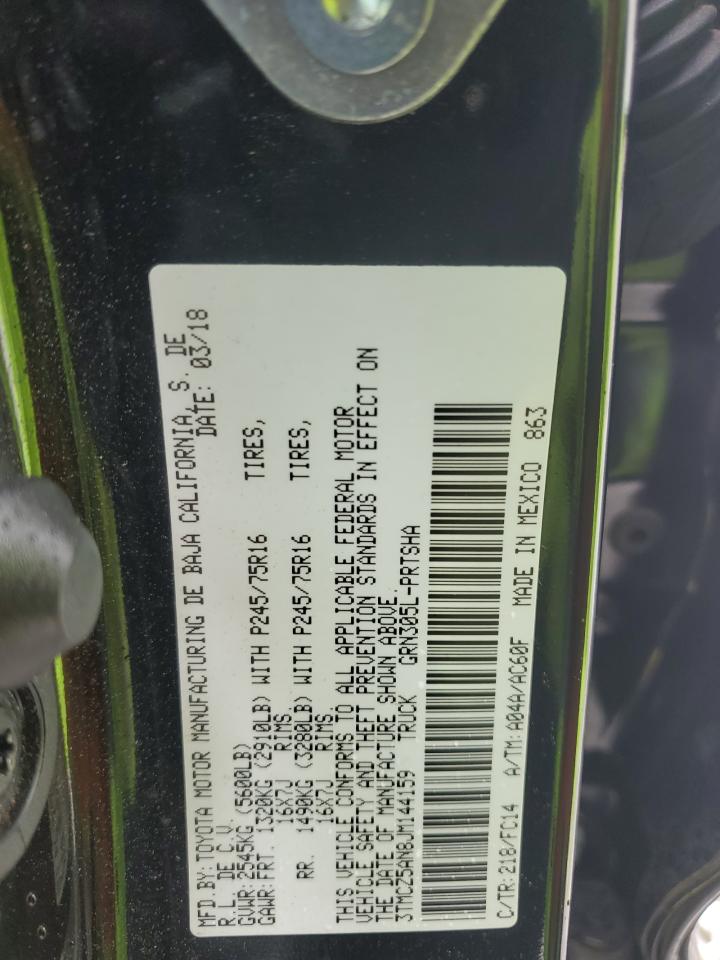 MFD.BY:TOYOTA MOTOR MANUFACTURING DE BAJA CALIFORNIA, S. DE
R.L. DE C.V. DATE: 03/18
GVWR:2545KG (5600LB)
GAWR:FRT. 1320KG (2910LB) WITH P245/75R16 TIRES,
16X7J RIMS
RR. 1490KG (3280LB) WITH P245/75R16 TIRES,
16X7J RIMS.
THIS VEHICLE CONFORMS TO ALL APPLICABLE FEDERAL MOTOR
VEHICLE SAFETY AND THEFT PREVENTION STANDARDS IN EFFECT ON
THE DATE OF MANUFACTURE SHOWN ABOVE.
3TMCZ5AN8JM144159 TRUCK GRN305L-PRTSHA
C/TR:218/FC14 A/TM:A04A/AC60F MADE IN MEXICO 863